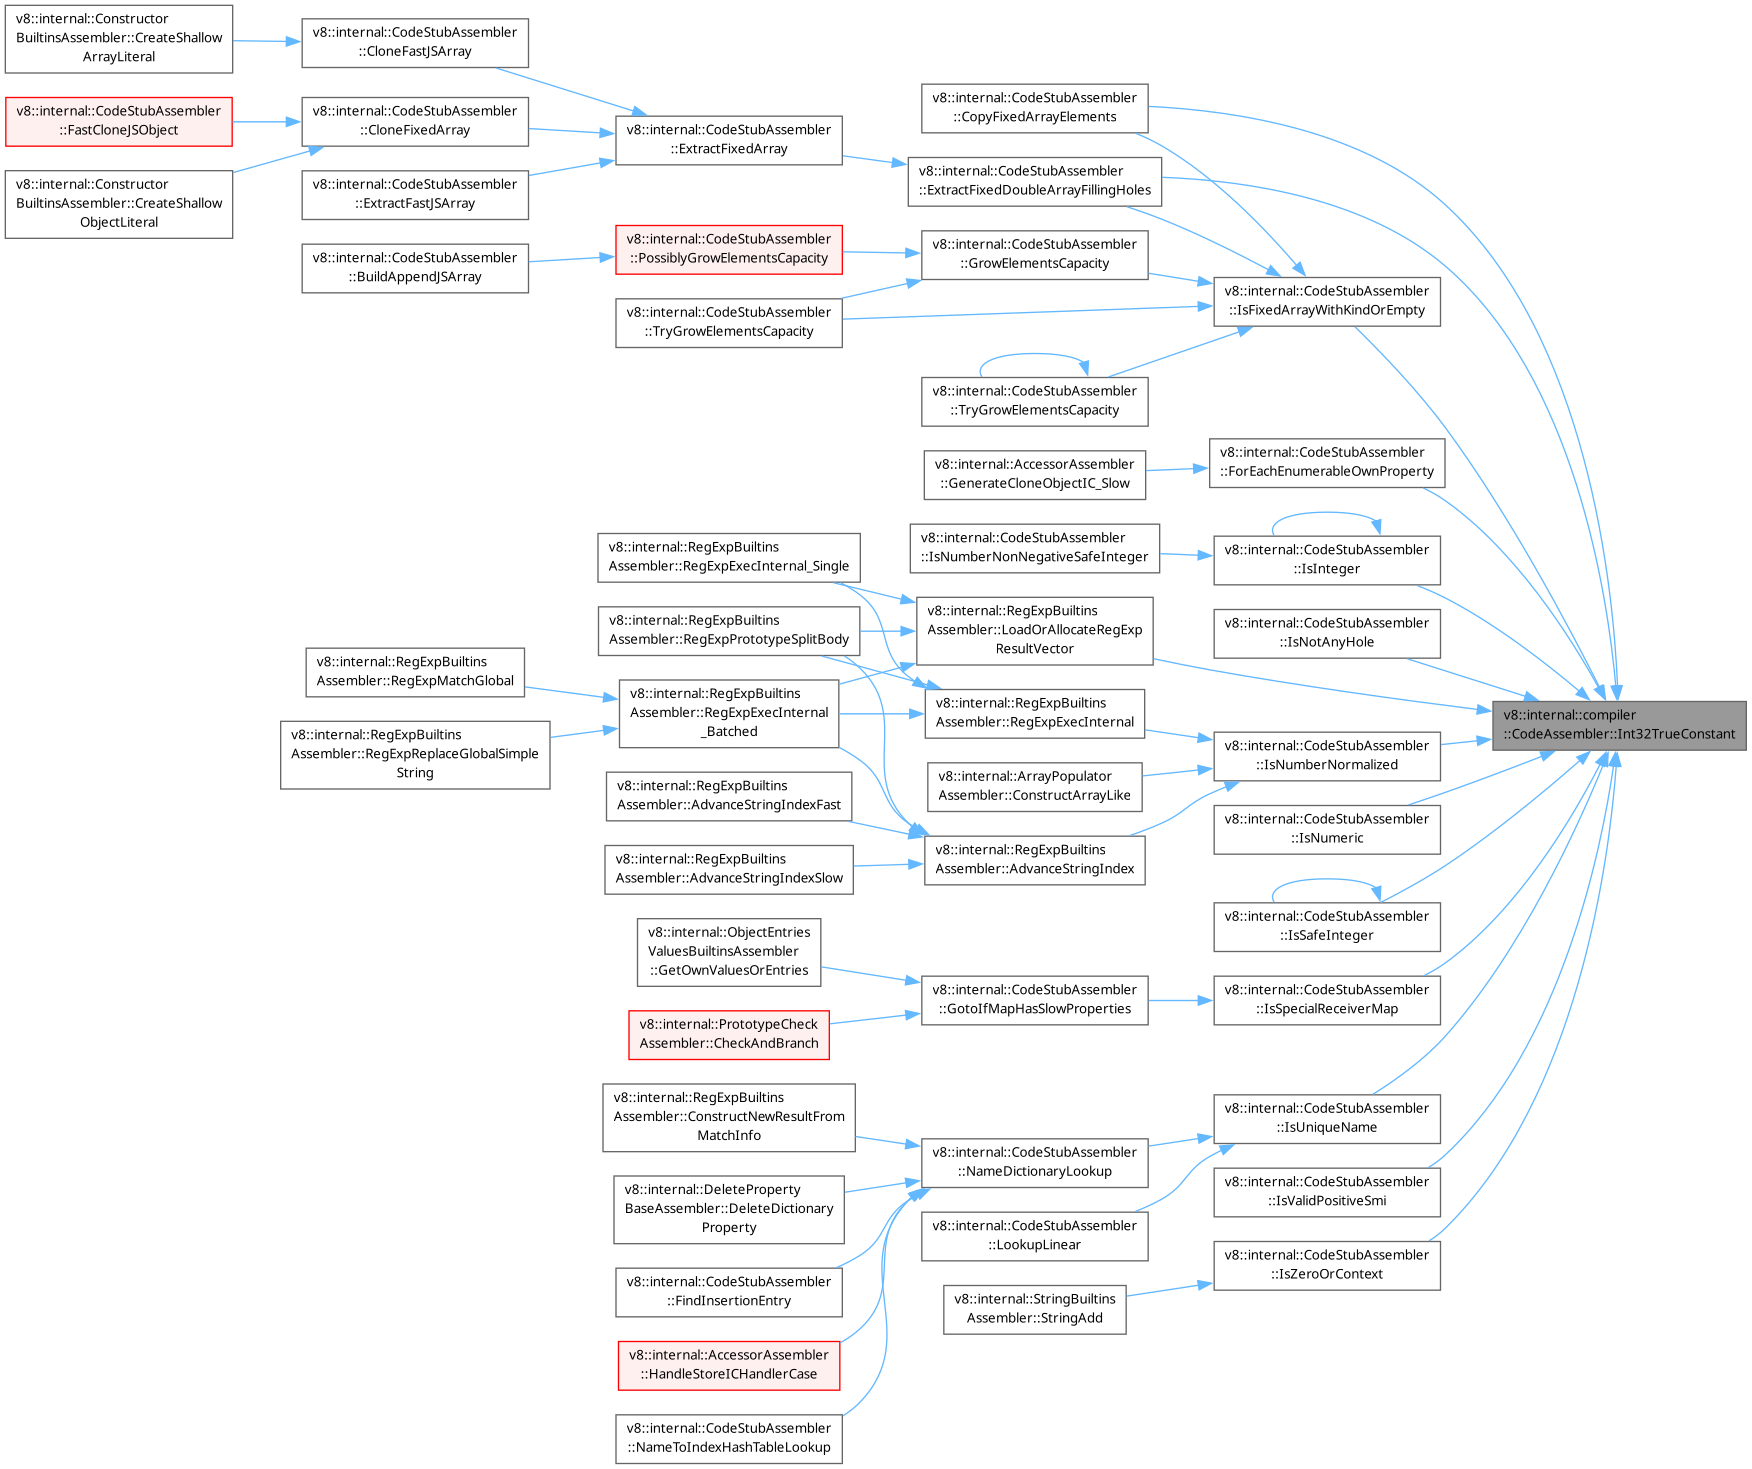 v8::internal::Constructor
BuiltinsAssembler::CreateShallow
ArrayLiteral
v8::internal::CodeStubAssembler
::FastCloneJSObject
v8::internal::Constructor
BuiltinsAssembler::CreateShallow
ObjectLiteral
v8::internal::CodeStubAssembler
::CloneFastJSArray
v8::internal::CodeStubAssembler
::CloneFixedArray
v8::internal::CodeStubAssembler
::ExtractFastJSArray
v8::internal::CodeStubAssembler
::BuildAppendJSArray
v8::internal::RegExpBuiltins
Assembler::RegExpMatchGlobal
v8::internal::RegExpBuiltins
Assembler::RegExpReplaceGlobalSimple
String
v8::internal::CodeStubAssembler
::ExtractFixedArray
v8::internal::CodeStubAssembler
::PossiblyGrowElementsCapacity
v8::internal::CodeStubAssembler
::TryGrowElementsCapacity
v8::internal::RegExpBuiltins
Assembler::RegExpExecInternal_Single
v8::internal::RegExpBuiltins
Assembler::RegExpPrototypeSplitBody
v8::internal::RegExpBuiltins
Assembler::RegExpExecInternal
_Batched
v8::internal::RegExpBuiltins
Assembler::AdvanceStringIndexFast
v8::internal::RegExpBuiltins
Assembler::AdvanceStringIndexSlow
v8::internal::ObjectEntries
ValuesBuiltinsAssembler
::GetOwnValuesOrEntries
v8::internal::PrototypeCheck
Assembler::CheckAndBranch
v8::internal::RegExpBuiltins
Assembler::ConstructNewResultFrom
MatchInfo
v8::internal::DeleteProperty
BaseAssembler::DeleteDictionary
Property
v8::internal::CodeStubAssembler
::FindInsertionEntry
v8::internal::AccessorAssembler
::HandleStoreICHandlerCase
v8::internal::CodeStubAssembler
::NameToIndexHashTableLookup
v8::internal::CodeStubAssembler
::CopyFixedArrayElements
v8::internal::CodeStubAssembler
::ExtractFixedDoubleArrayFillingHoles
v8::internal::CodeStubAssembler
::GrowElementsCapacity
v8::internal::CodeStubAssembler
::TryGrowElementsCapacity
v8::internal::AccessorAssembler
::GenerateCloneObjectIC_Slow
v8::internal::CodeStubAssembler
::IsNumberNonNegativeSafeInteger
v8::internal::RegExpBuiltins
Assembler::LoadOrAllocateRegExp
ResultVector
v8::internal::RegExpBuiltins
Assembler::RegExpExecInternal
v8::internal::ArrayPopulator
Assembler::ConstructArrayLike
v8::internal::RegExpBuiltins
Assembler::AdvanceStringIndex
v8::internal::CodeStubAssembler
::GotoIfMapHasSlowProperties
v8::internal::CodeStubAssembler
::NameDictionaryLookup
v8::internal::CodeStubAssembler
::LookupLinear
v8::internal::StringBuiltins
Assembler::StringAdd
v8::internal::CodeStubAssembler
::IsFixedArrayWithKindOrEmpty
v8::internal::CodeStubAssembler
::ForEachEnumerableOwnProperty
v8::internal::CodeStubAssembler
::IsInteger
v8::internal::CodeStubAssembler
::IsNotAnyHole
v8::internal::CodeStubAssembler
::IsNumberNormalized
v8::internal::CodeStubAssembler
::IsNumeric
v8::internal::CodeStubAssembler
::IsSafeInteger
v8::internal::CodeStubAssembler
::IsSpecialReceiverMap
v8::internal::CodeStubAssembler
::IsUniqueName
v8::internal::CodeStubAssembler
::IsValidPositiveSmi
v8::internal::CodeStubAssembler
::IsZeroOrContext
v8::internal::compiler
::CodeAssembler::Int32TrueConstant